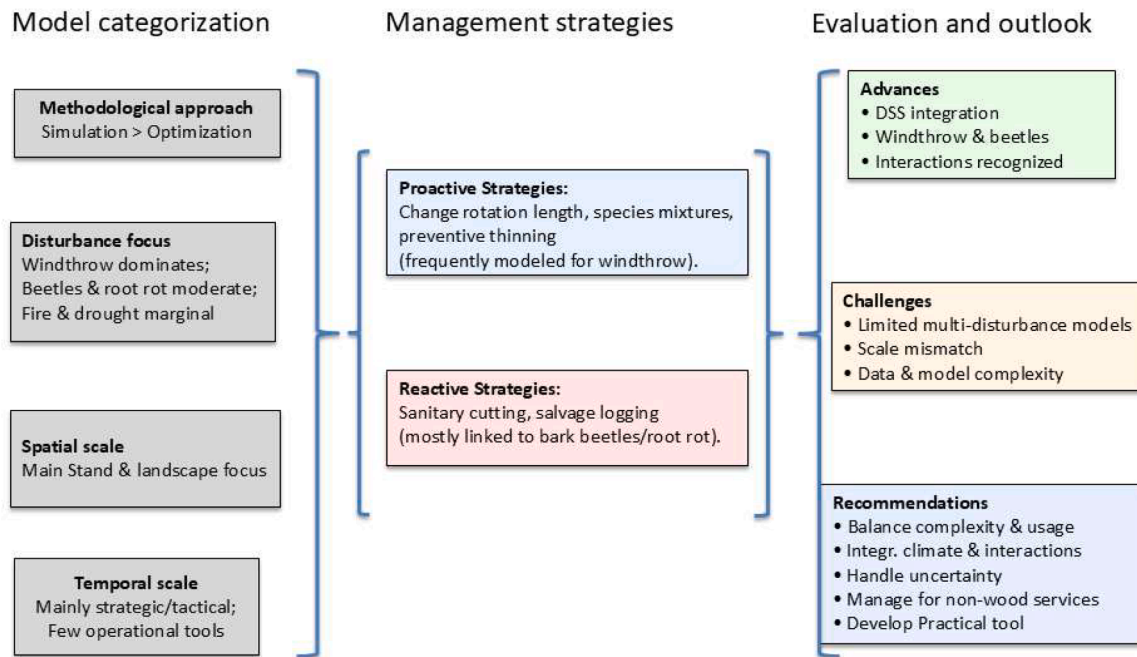 Model categorization
Management strategies
Evaluation and outlook
Methodological approach
Simulation > Optimization
Disturbance focus
Windthrow dominates;
Beetles & root rot moderate;
Fire & drought marginal
Spatial scale
Main Stand & landscape focus
Temporal scale
Mainly strategic/tactical;
Few operational tools
Proactive Strategies:
Change rotation length, species mixtures,
preventive thinning
(frequently modeled for windthrow).
Reactive Strategies:
Sanitary cutting, salvage logging
(mostly linked to bark beetles/root rot).
Advances
• DSS integration
• Windthrow & beetles
• Interactions recognized
Challenges
• Limited multi-disturbance models
• Scale mismatch
• Data & model complexity
Recommendations
• Balance complexity & usage
• Integr. climate & interactions
• Handle uncertainty
• Manage for non-wood services
• Develop Practical tool